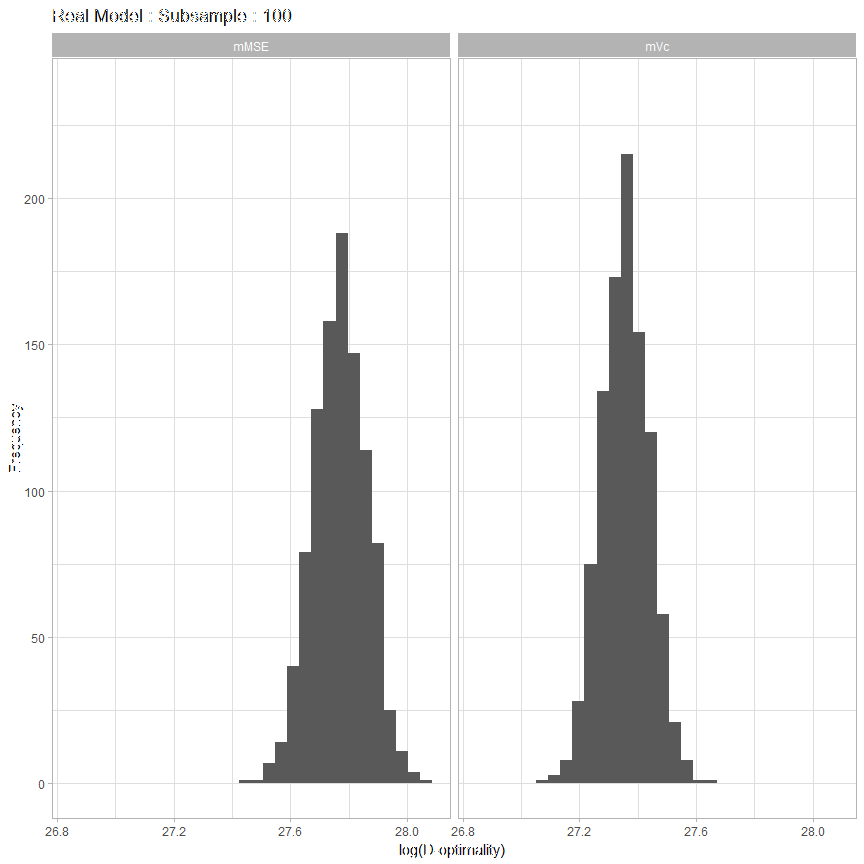 Real Model : Subsample : 100
mMSE mVc
200
150
100
50
0
Frequency
26.8 27.2 27.6 28.0 26.8 27.2 27.6 28.0
log(D-optimality)